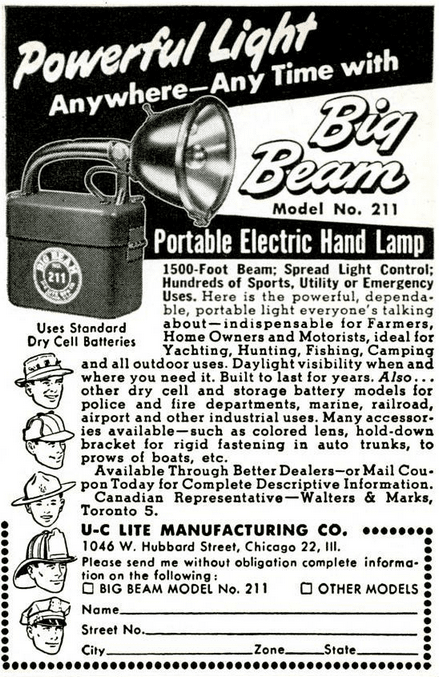 Powerful Light
Anywhere—Any Time with
Big
Beam
Model No. 211
Portable Electric Hand Lamp
BIG BEAM
211
1500-Foot Beam; Spread Light Control;
Hundreds of Sports, Utility or Emergency
Uses. Here is the powerful, dependa-
ble, portable light everyone's talking
about—indispensable for Farmers,
Home Owners and Motorists, ideal for
Yachting, Hunting, Fishing, Camping
Uses Standard
Dry Cell Batteries
and all outdoor uses. Daylight visibility when and
where you need it. Built to last for years. Also...
other dry cell and storage battery models for
police and fire departments, marine, railroad,
airport and other industrial uses. Many accessor-
ies available—such as colored lens, hold-down
bracket for rigid fastening in auto trunks, to
prows of boats, etc.
Available Through Better Dealers—or Mail Cou-
pon Today for Complete Descriptive Information.
Canadian Representative—Walters & Marks,
Toronto 5.
U-C LITE MANUFACTURING CO.
1046 W. Hubbard Street, Chicago 22, Ill.
Please send me without obligation complete informa-
tion on the following:
☐ BIG BEAM MODEL No. 211 ☐ OTHER MODELS
Name
Street No.
City Zone State